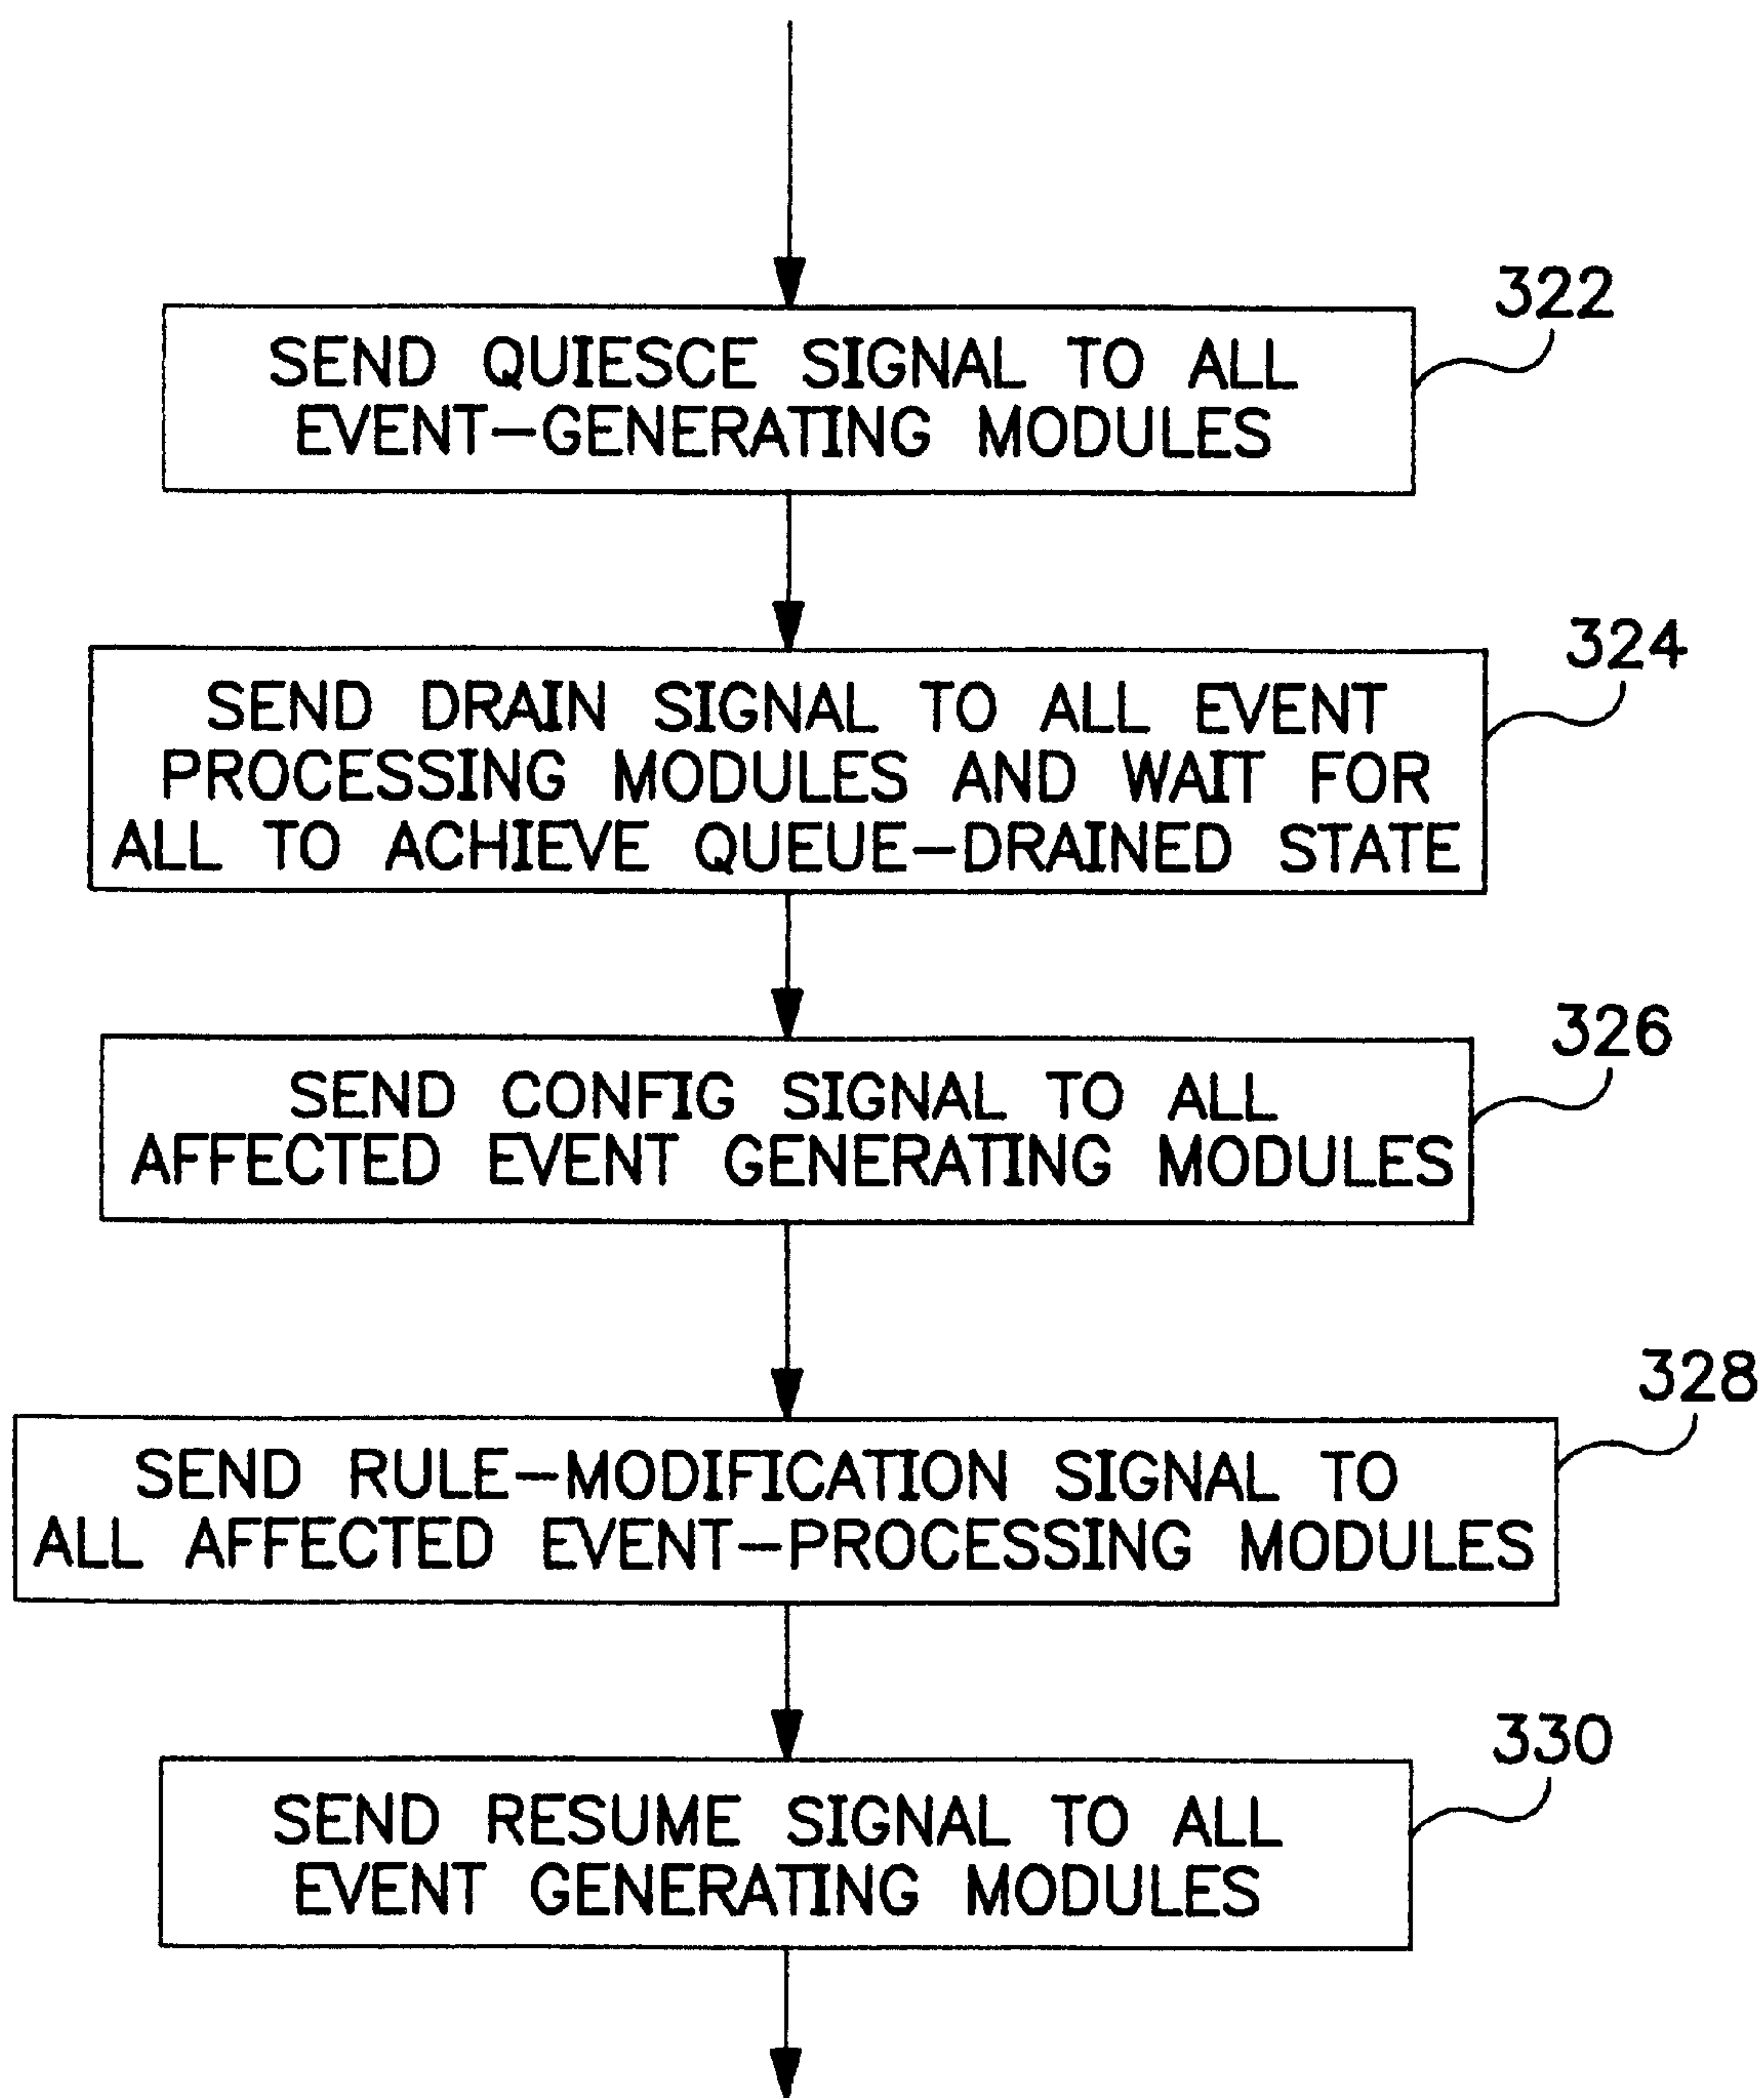 322
SEND QUIESCE SIGNAL TO ALL
EVENT-GENERATING MODULES
324
SEND DRAIN SIGNAL TO ALL EVENT
PROCESSING MODULES AND WAIT FOR
ALL TO ACHIEVE QUEUE-DRAINED STATE
326
SEND CONFIG SIGNAL TO ALL
AFFECTED EVENT GENERATING MODULES
328
SEND RULE-MODIFICATION SIGNAL TO
ALL AFFECTED EVENT-PROCESSING MODULES
330
SEND RESUME SIGNAL TO ALL
EVENT GENERATING MODULES